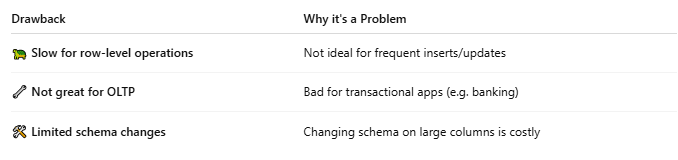 Drawback Why it's a Problem
🐢 Slow for row-level operations Not ideal for frequent inserts/updates
🦴 Not great for OLTP Bad for transactional apps (e.g. banking)
🛠 Limited schema changes Changing schema on large columns is costly